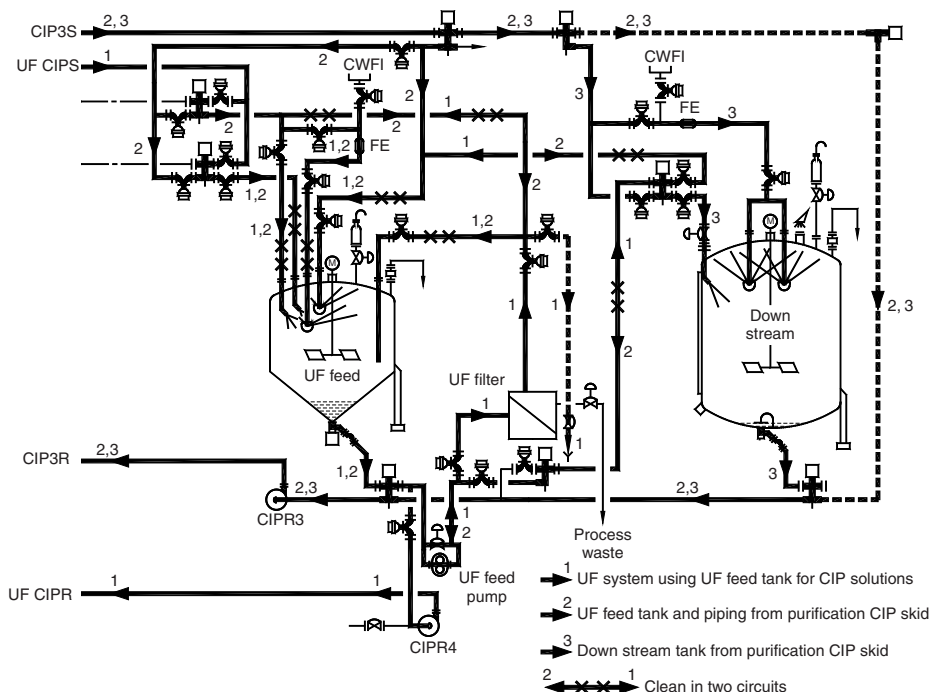 CIP3S
2, 3
2, 3
2, 3
UF CIPS
1
2
CWFI
CWFI
2
3
1
FE
3
2
2
1,2
FE
1
2
2
1,2
1,2
2
3
1,2
1,2
M
M
1
1
1
2
2, 3
Down
stream
UF feed
UF filter
1
1
CIP3R
2,3
1,2
3
2,3
2,3
CIPR3
1
2
Process
waste
UF feed
pump
UF CIPR
1
1
CIPR4
1
UF system using UF feed tank for CIP solutions
2
UF feed tank and piping from purification CIP skid
3
Down stream tank from purification CIP skid
2 1
Clean in two circuits